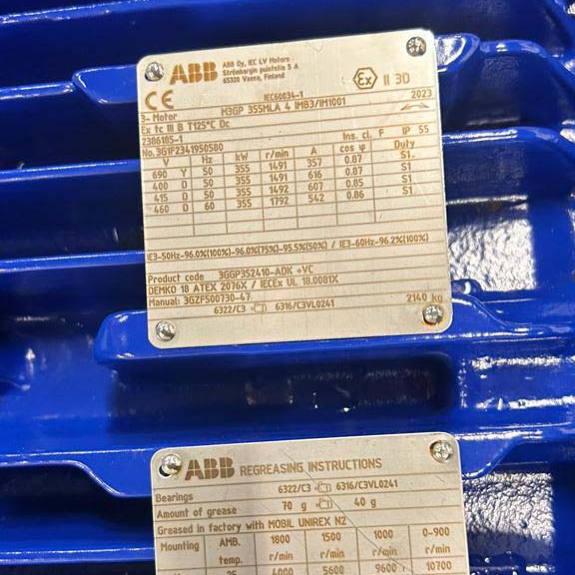 ABB
ABB Oy, IEC LV Motors
Strömbergin puistotie 5 A
65320 Vaasa, Finland
Ex II 3D
CE
IEC60034-1
2023
3~ Motor M3GP 355MLA 4 IMB3/IM1001
Ex tc III B T125°C Dc
2386185-1 Ins. cl. F IP 55
No. 3G1F2341950580
V Hz kW r/min A cos φ Duty
690 Y 50 355 1491 357 0.87 S1
400 D 50 355 1491 616 0.87 S1
415 D 50 355 1492 607 0.85 S1
460 D 60 355 1792 542 0.86 S1
IE3-50Hz-96.0%(100%)-96.0%(75%)-95.5%(50%) / IE3-60Hz-96.2%(100%)
Product code 3GGP352410-ADK +VC
DEMKO 18 ATEX 2076X / IECEx UL 18.0081X
Manual: 3GZF500730-47
6322/C3 6316/C3VL0241 2140 kg
ABB REGREASING INSTRUCTIONS
Bearings 6322/C3 6316/C3VL0241
Amount of grease 70 g 40 g
Greased in factory with MOBIL UNIREX N2
Mounting AMB. 1800 1500 1000 0-900
temp. r/min r/min r/min r/min
25 4000 5600 9600 10700